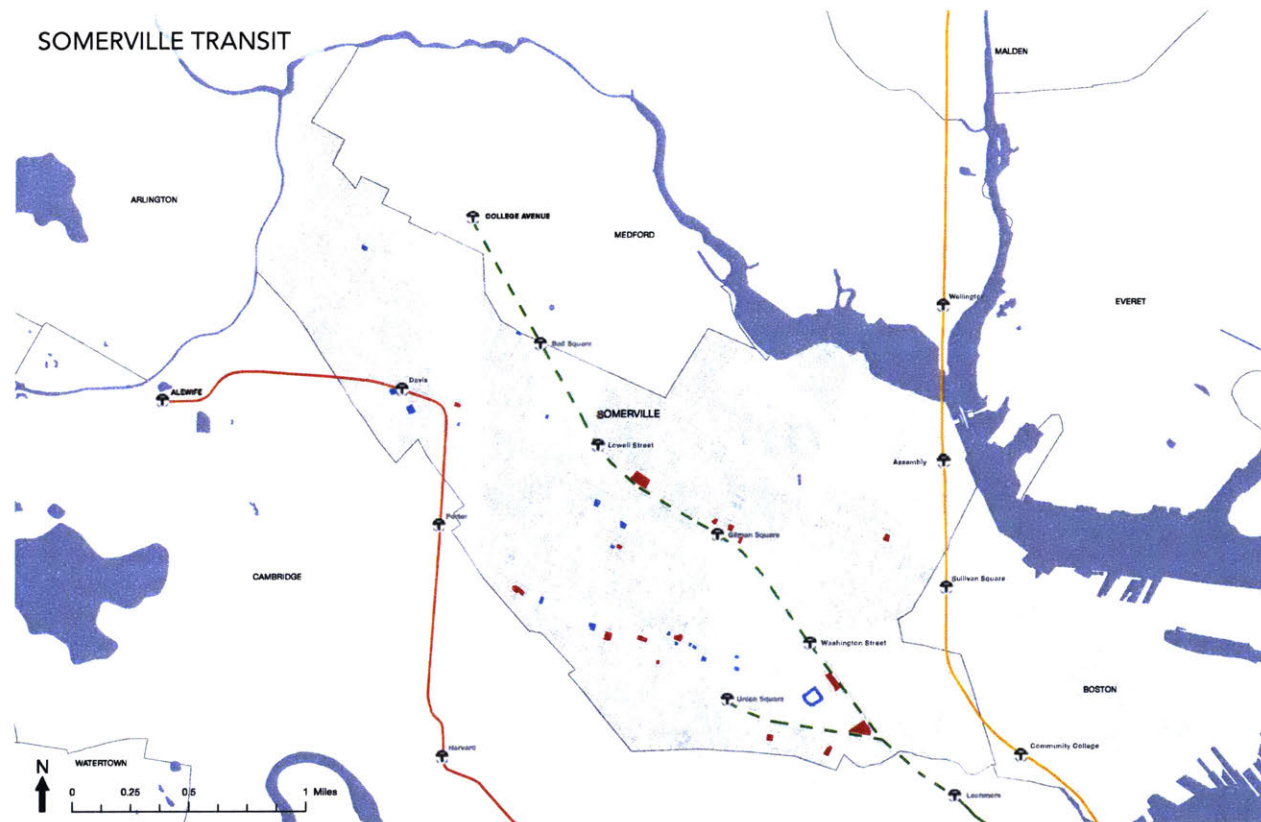 SOMERVILLE TRANSIT
MALDEN
ARLINGTON
COLLEGE AVENUE
MEDFORD
Wellington
EVERET
Ball Square
ALEWIFE
Davis
SOMERVILLE
Lowell Street
Assembly
Porter
Gilman Square
CAMBRIDGE
Sullivan Square
Washington Street
Union Square
BOSTON
Harvard
Community College
WATERTOWN
N
0 0.25 0.5 1 Miles
Lechmere